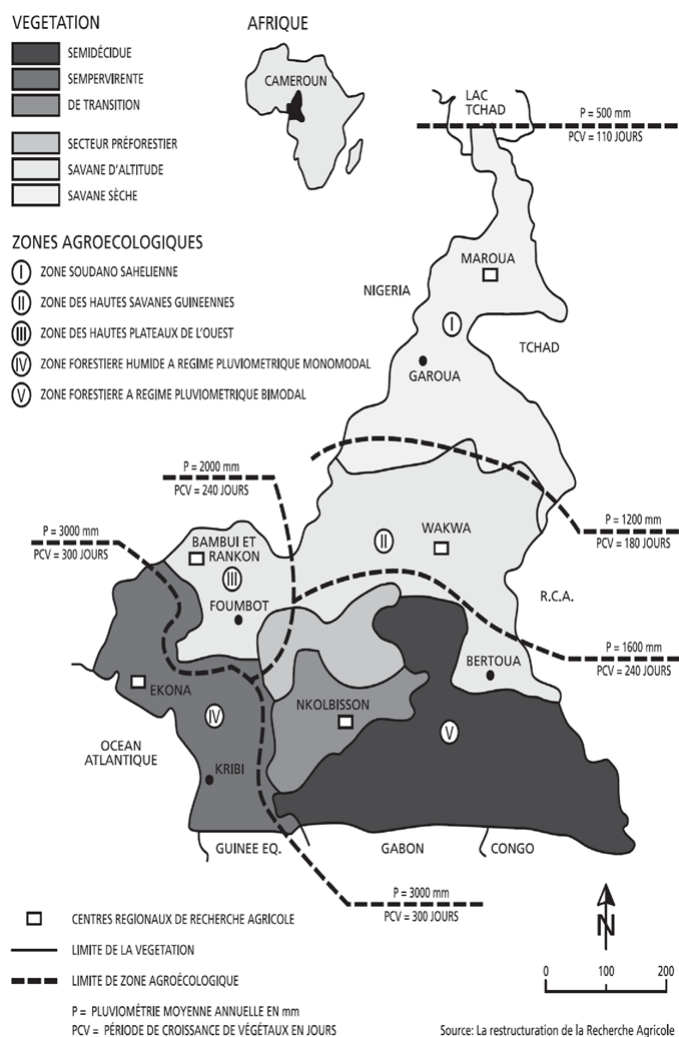 VEGETATION
SEMIDÉCIDUE
SEMPERVIRENTE
DE TRANSITION
SECTEUR PRÉFORESTIER
SAVANE D'ALTITUDE
SAVANE SÈCHE
ZONES AGROECOLOGIQUES
I ZONE SOUDANO SAHELIENNE
II ZONE DES HAUTES SAVANES GUINEENNES
III ZONE DES HAUTES PLATEAUX DE L'OUEST
IV ZONE FORESTIERE HUMIDE A REGIME PLUVIOMETRIQUE MONOMODAL
V ZONE FORESTIERE A REGIME PLUVIOMETRIQUE BIMODAL
AFRIQUE
CAMEROUN
LAC
TCHAD
P = 500 mm
PCV = 110 JOURS
MAROUA
NIGERIA
I
TCHAD
GAROUA
P = 2000 mm
PCV = 240 JOURS
P = 1200 mm
PCV = 180 JOURS
P = 3000 mm
PCV = 300 JOURS
BAMBUI ET
RANKON
III
FOUMBOT
II
WAKWA
R.C.A.
P = 1600 mm
PCV = 240 JOURS
BERTOUA
EKONA
IV
NKOLBISSON
V
OCEAN
ATLANTIQUE
KRIBI
GUINEE EQ.
GABON
CONGO
P = 3000 mm
PCV = 300 JOURS
CENTRES REGIONAUX DE RECHERCHE AGRICOLE
LIMITE DE LA VEGETATION
LIMITE DE ZONE AGROÉCOLOGIQUE
P = PLUVIOMÉTRIE MOYENNE ANNUELLE EN mm
PCV = PÉRIODE DE CROISSANCE DE VÉGÉTAUX EN JOURS
N
0 100 200
Source: La restructuration de la Recherche Agricole